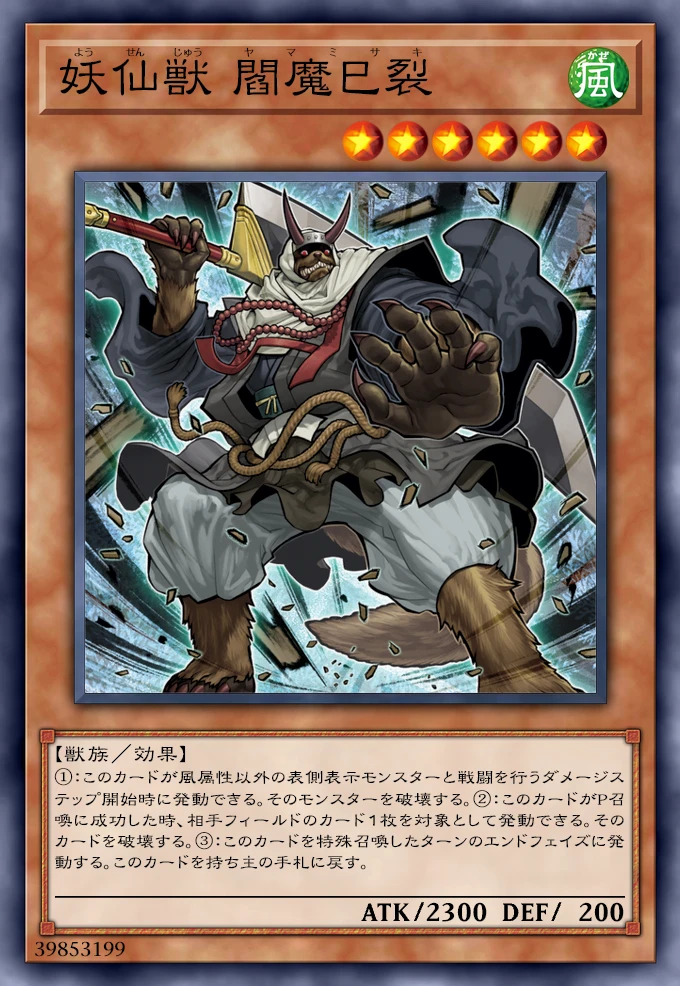 よう せん じゅう ヤ マ ミ サ キ
妖仙獣 閻魔巳裂
かぜ
風
【獣族／効果】
①：このカードが風属性以外の表側表示モンスターと戦闘を行うダメージス
テップ開始時に発動できる。そのモンスターを破壊する。②：このカードがP召
喚に成功した時、相手フィールドのカード１枚を対象として発動できる。その
カードを破壊する。③：このカードを特殊召喚したターンのエンドフェイズに発
動する。このカードを持ち主の手札に戻す。
ATK/2300 DEF/ 200
39853199